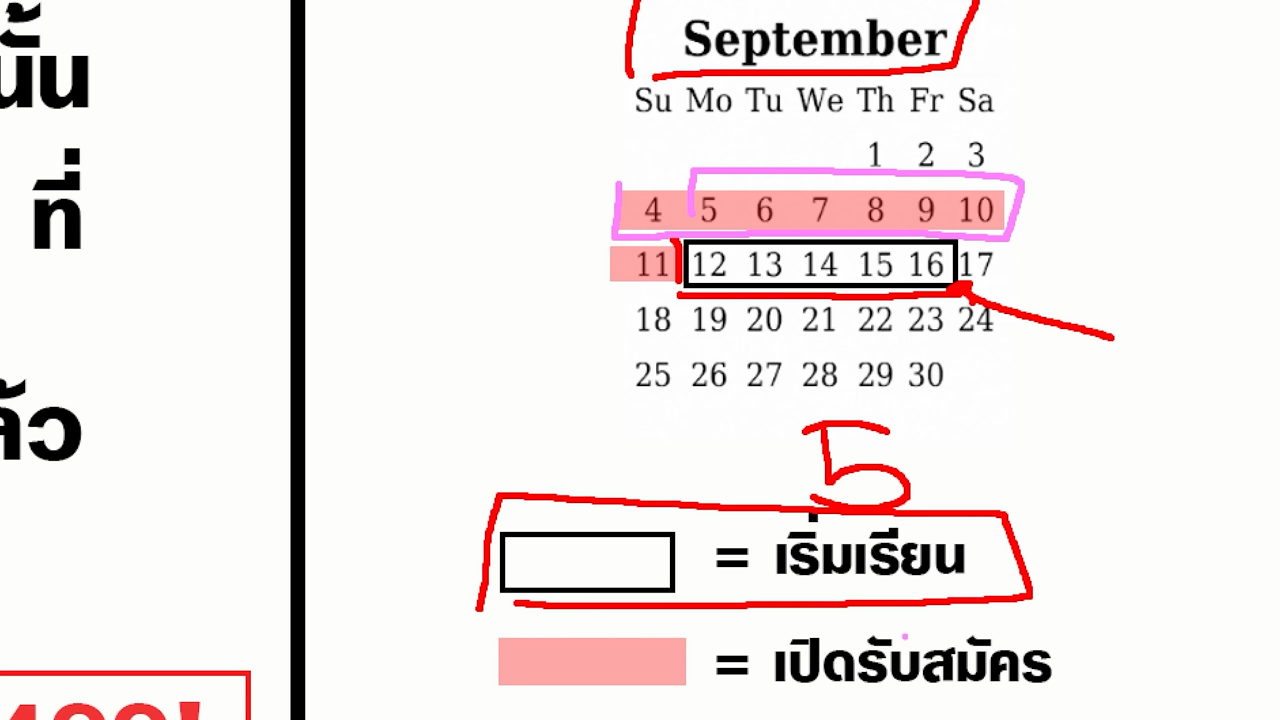 นั้น
ที่
September
Su Mo Tu We Th Fr Sa
1 2 3
4 5 6 7 8 9 10
11 12 13 14 15 16 17
18 19 20 21 22 23 24
25 26 27 28 29 30
5
= เริ่มเรียน
= เปิดรับสมัคร